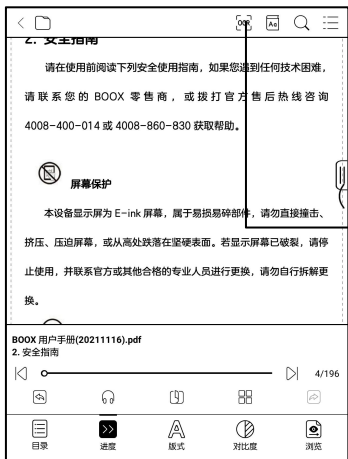 OCR Aa
2. 安全指南
请在使用前阅读下列安全使用指南，如果您遇到任何技术困难，
请联系您的 BOOX 零售商，或拨打官方售后热线咨询
4008-400-014 或 4008-860-830 获取帮助。
屏幕保护
本设备显示屏为 E-ink 屏幕，属于易损易碎部件，请勿直接撞击、
挤压、压迫屏幕，或从高处跌落在坚硬表面。若显示屏幕已破裂，请停
止使用，并联系官方或其他合格的专业人员进行更换，请勿自行拆解更
换。
BOOX 用户手册(20211116).pdf
2. 安全指南
4/196
目录 进度 版式 对比度 浏览